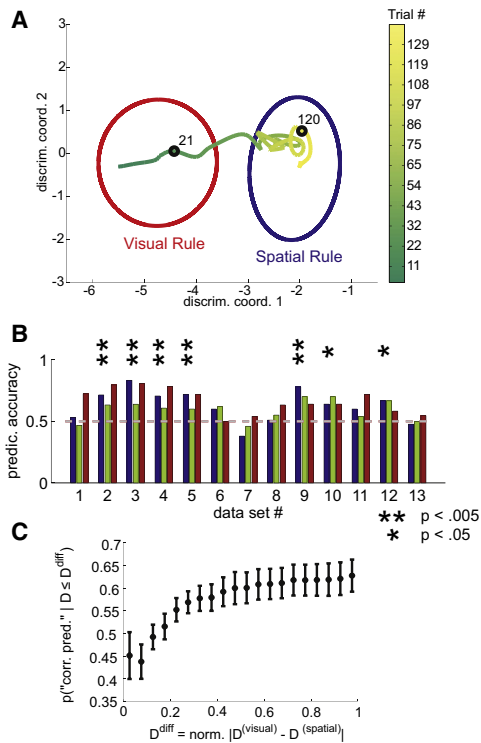 A
Trial #
3
2
1
0
-1
-2
-3
discrim. coord. 2
21
120
Visual Rule
Spatial Rule
-6 -5 -4 -3 -2 -1
discrim. coord. 1
129
119
108
97
86
74
65
54
43
32
22
11
B
** ** ** ** ** * *
1
0.5
0
predic. accuracy
1 2 3 4 5 6 7 8 9 10 11 12 13
data set #
** p < .005
* p < .05
C
0.7
0.65
0.6
0.55
0.5
0.45
0.4
0.35
p("corr. pred." | D ≤ D^diff)
0 0.2 0.4 0.6 0.8 1
D^diff = norm. |D^(visual) - D^(spatial)|